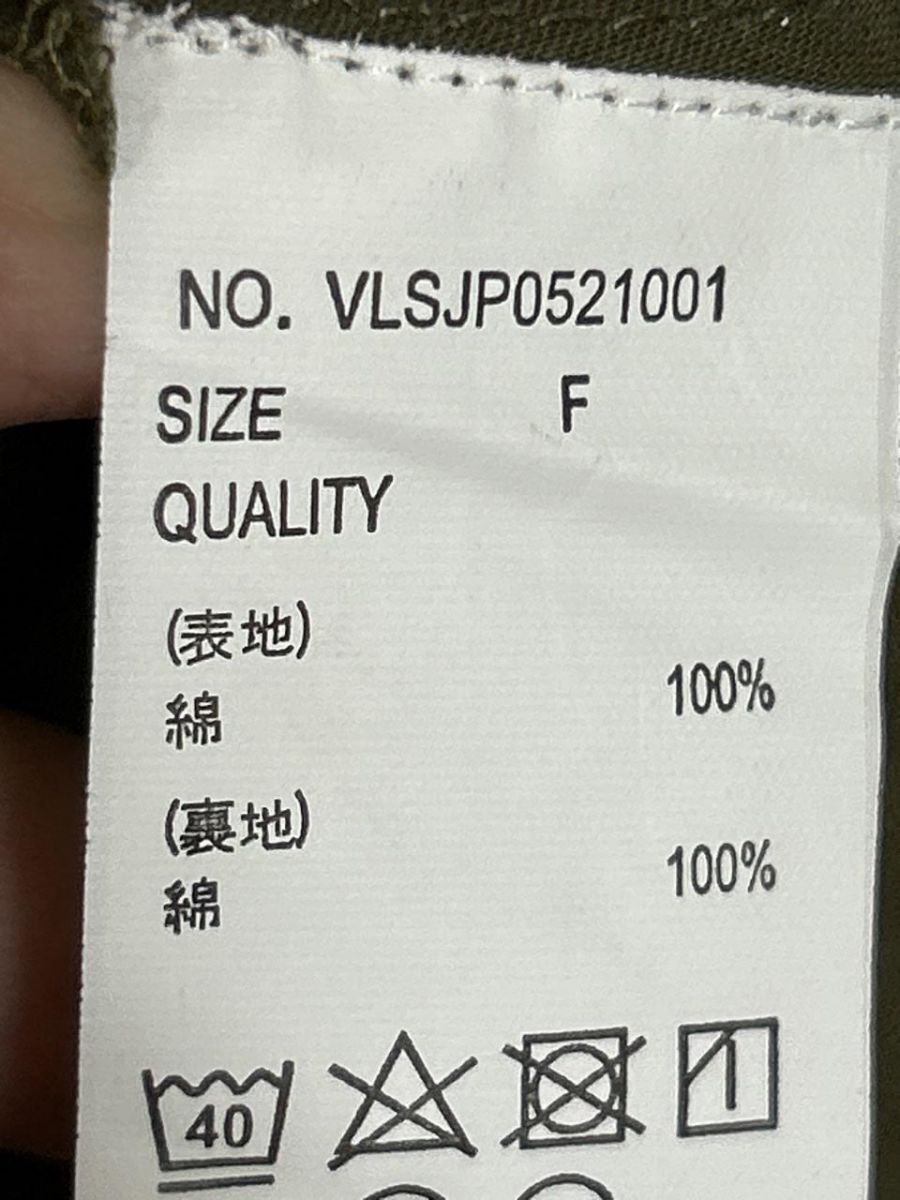 NO. VLSJP0521001
SIZE F
QUALITY
(表地)
綿 100%
(裏地)
綿 100%
40